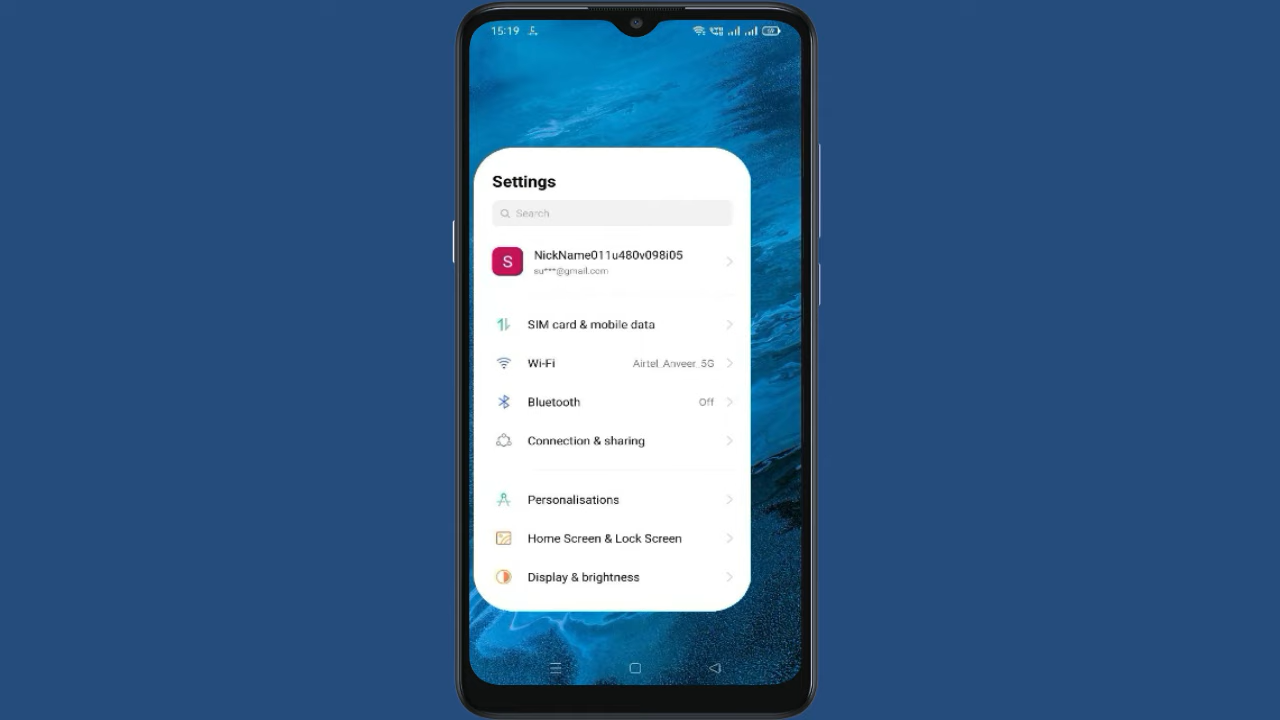 15:19
Settings
Search
S
NickName011u480v098i05
su***@gmail.com
SIM card & mobile data
Wi-Fi Airtel_Anveer_5G
Bluetooth Off
Connection & sharing
Personalisations
Home Screen & Lock Screen
Display & brightness